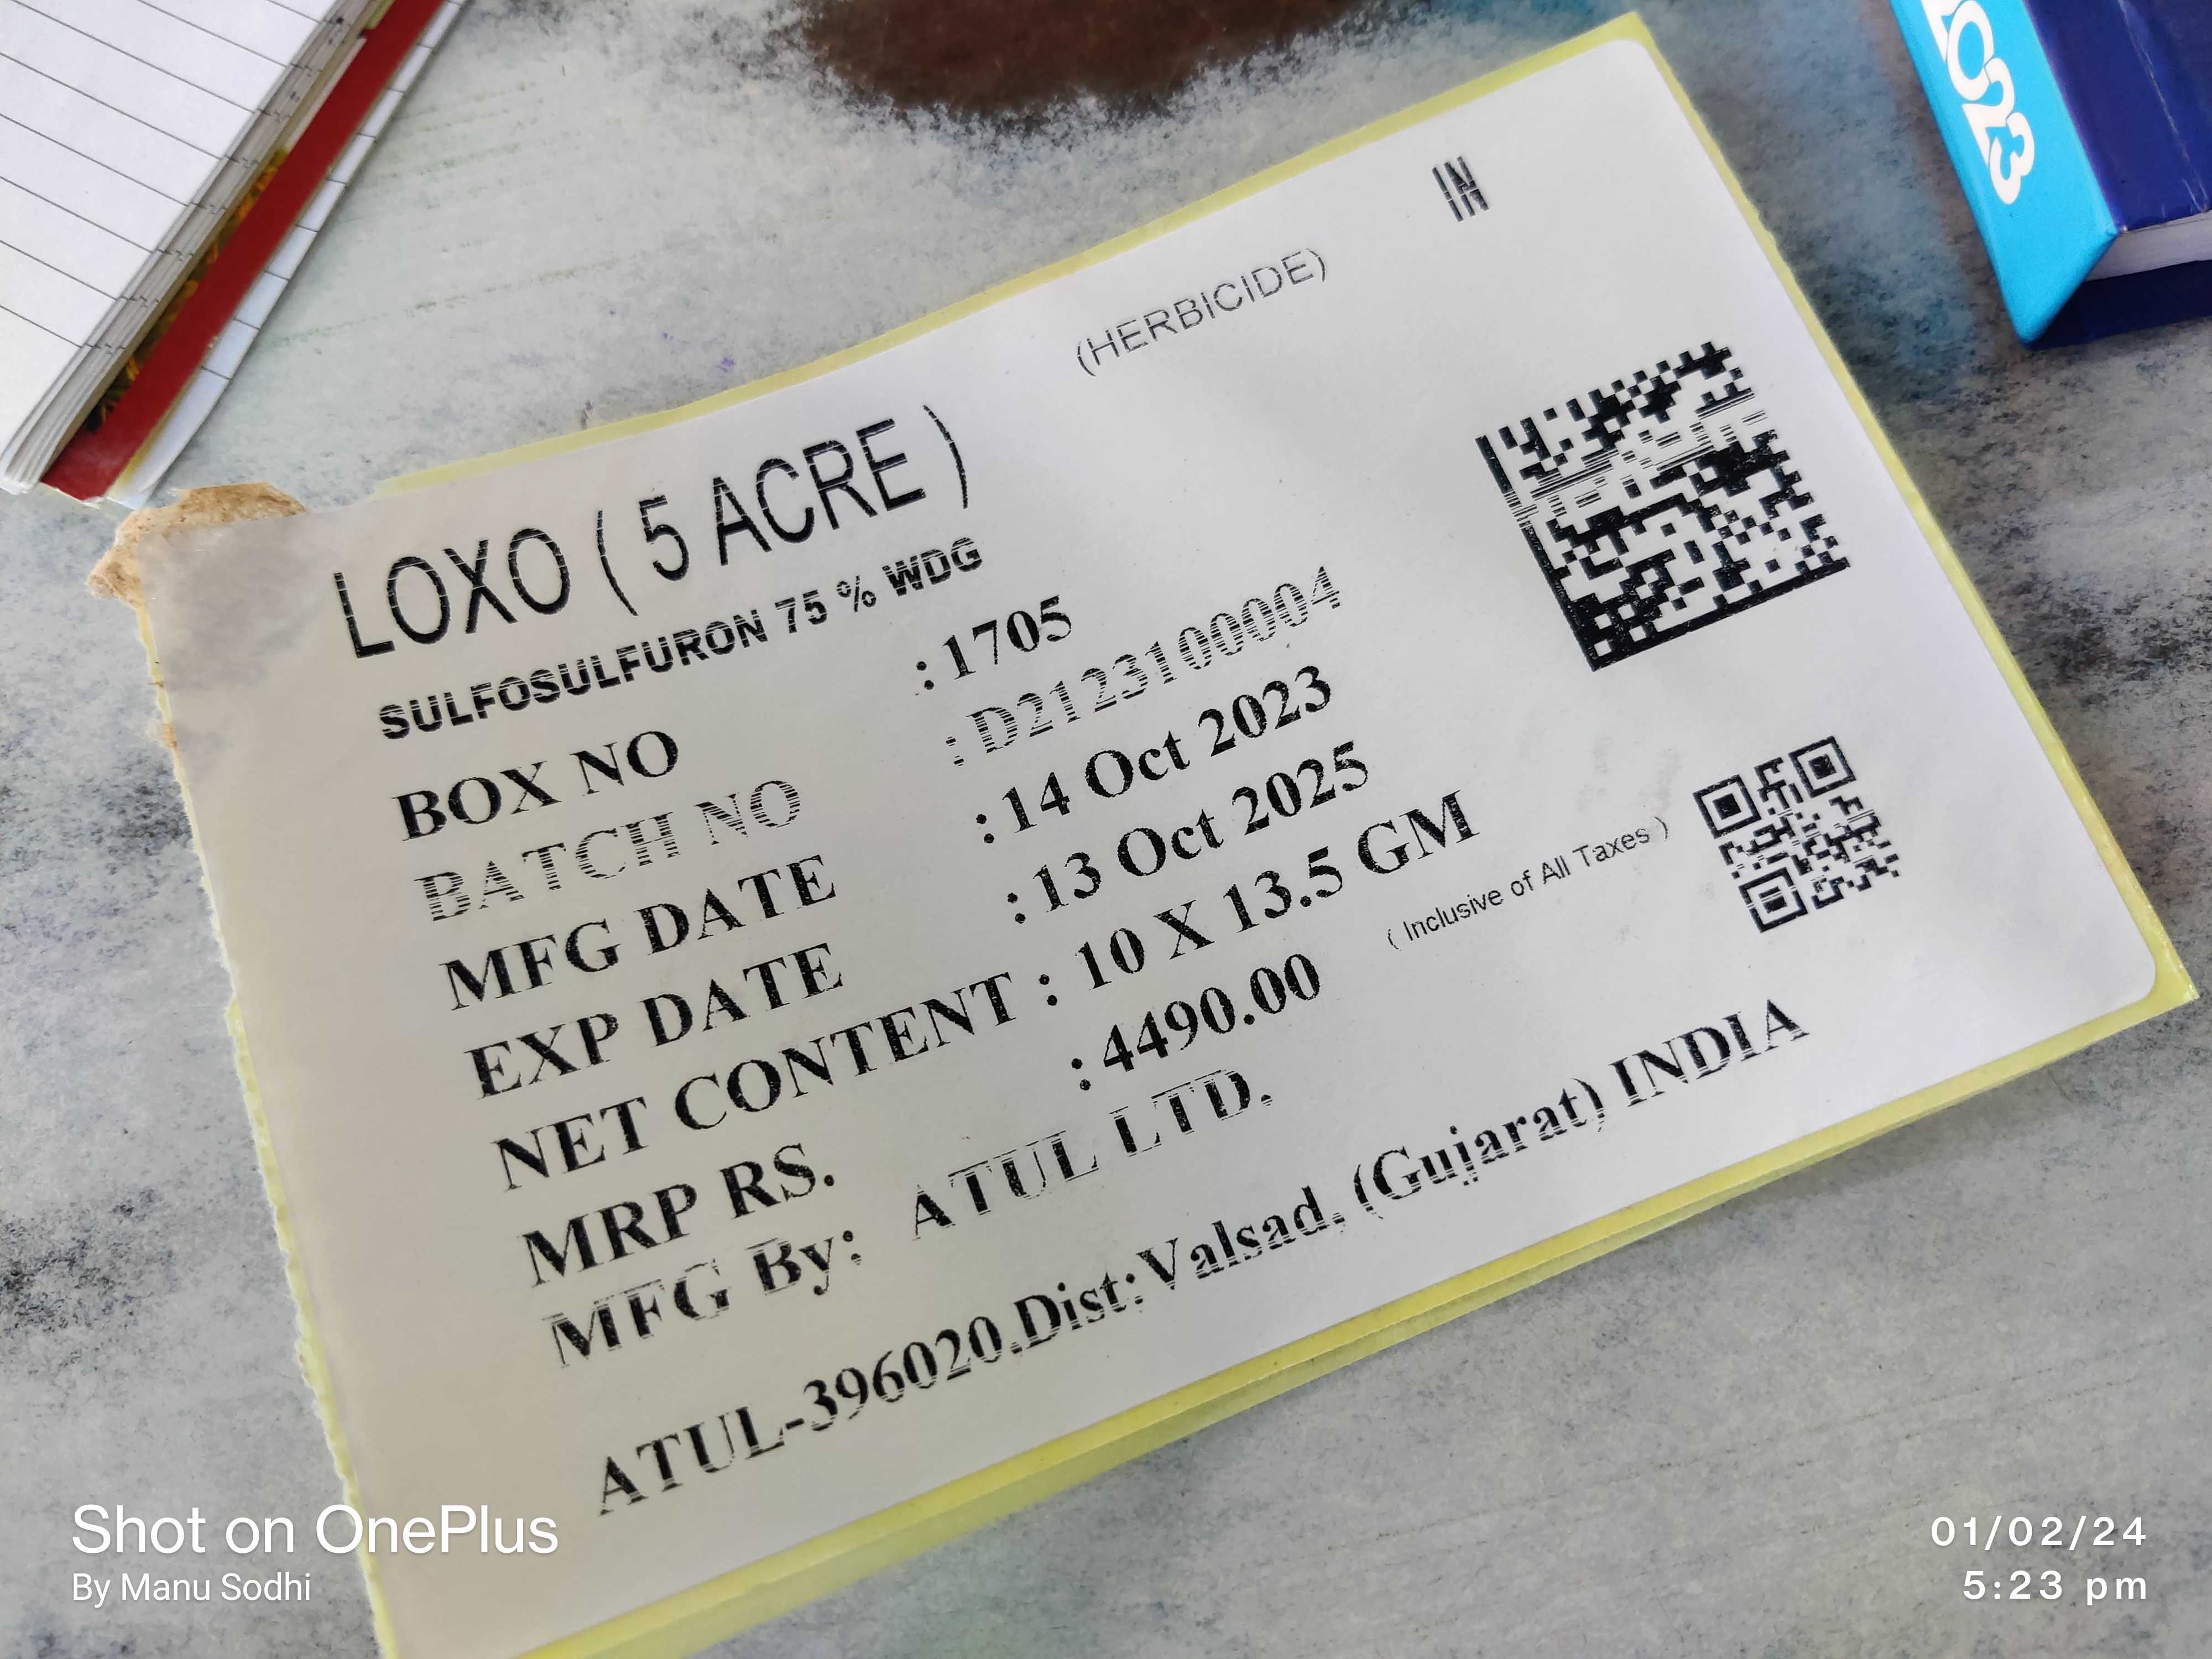 2023
IN
(HERBICIDE)
LOXO ( 5 ACRE )
SULFOSULFURON 75 % WDG
BOX NO : 1705
BATCH NO : D2123100004
MFG DATE : 14 Oct 2023
EXP DATE : 13 Oct 2025
NET CONTENT : 10 X 13.5 GM
MRP RS. : 4490.00 ( Inclusive of All Taxes )
MFG By: ATUL LTD.
ATUL-396020.Dist:Valsad, (Gujarat) INDIA
Shot on OnePlus
By Manu Sodhi
01/02/24
5:23 pm